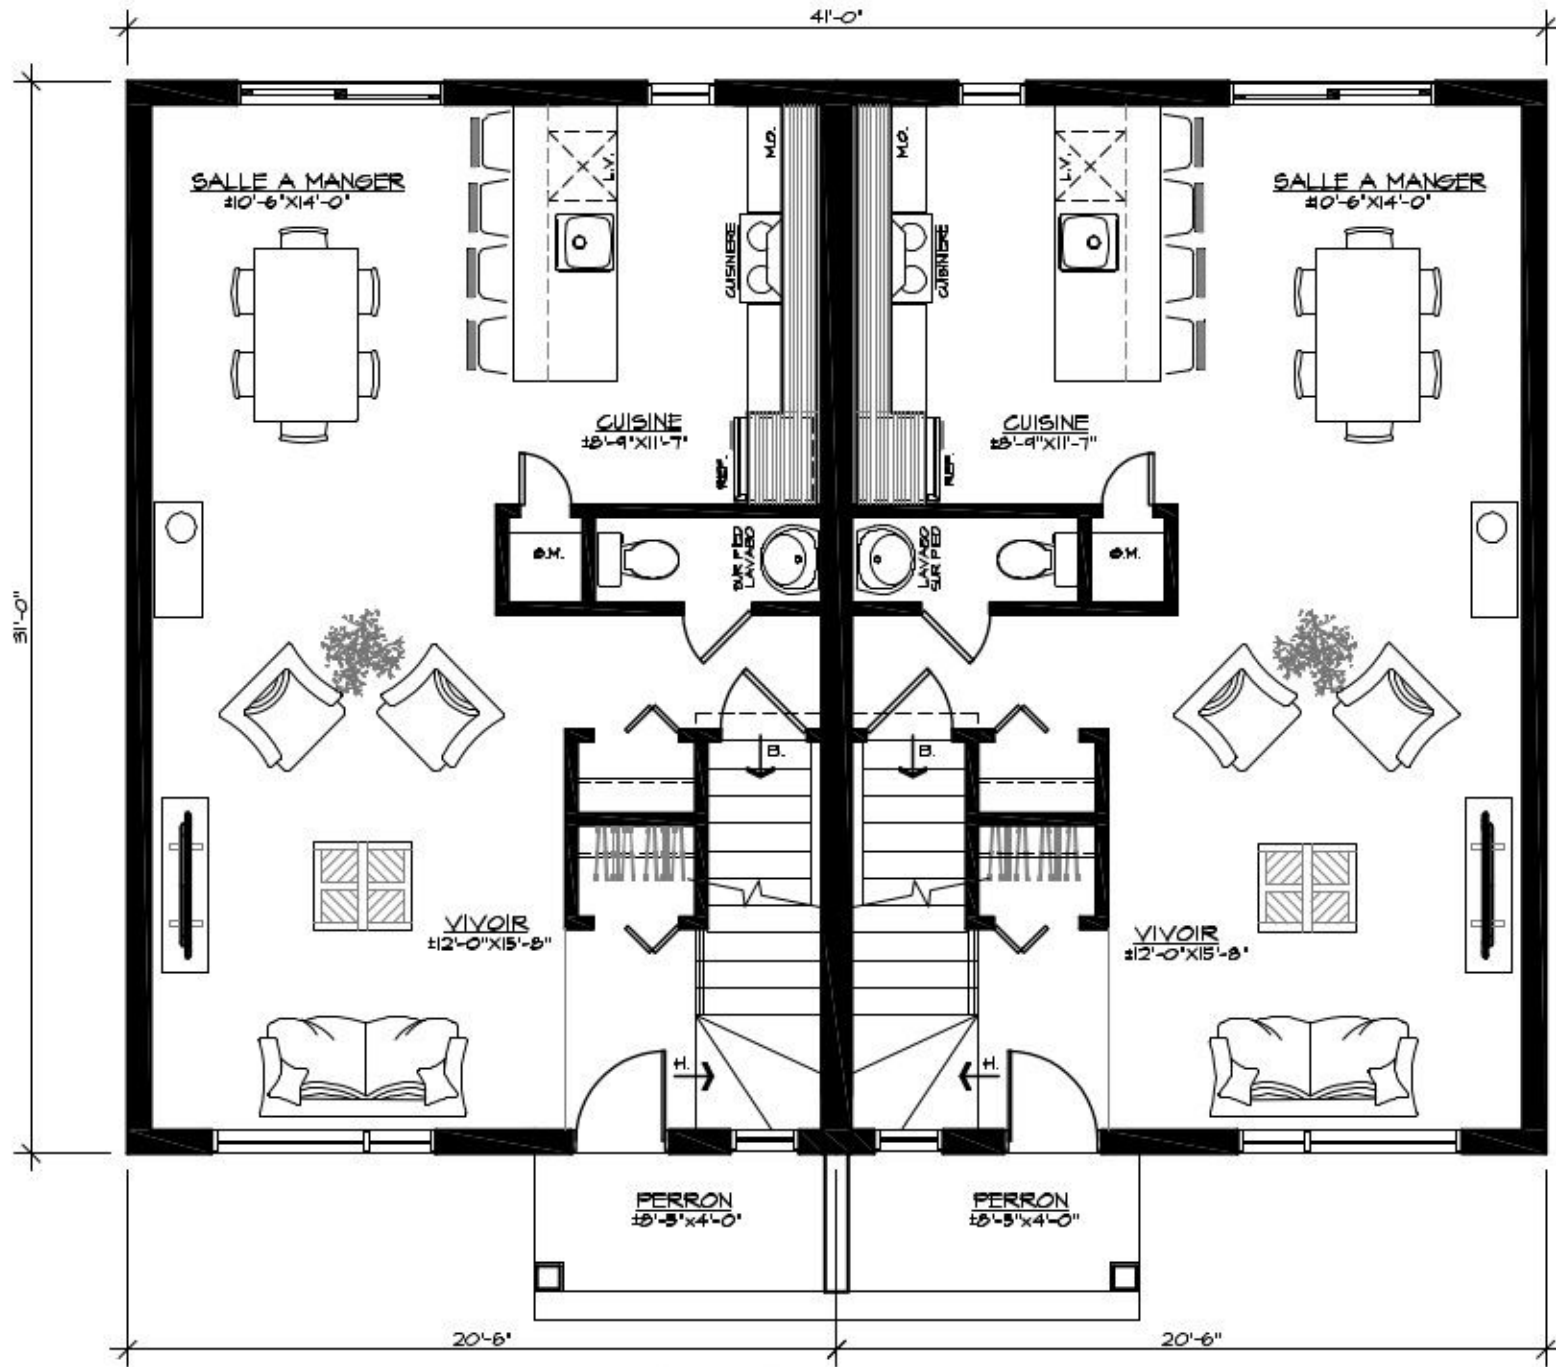 41'-0"
M.O.
M.O.
L.V.
L.V.
SALLE A MANGER
±10'-6"X14'-0"
SALLE A MANGER
±10'-6"X14'-0"
CUISINIERE
CUISINIERE
CUISINE
±8'-9"X11'-7"
CUISINE
±8'-9"X11'-7"
REF.
REF.
G.M.
SUR PIED
LAVABO
LAVABO
SUR PIED
G.M.
31'-0"
B.
B.
VIVOIR
±12'-0"X15'-8"
VIVOIR
±12'-0"X15'-8"
H.
H.
PERRON
±8'-5"x4'-0"
PERRON
±8'-5"x4'-0"
20'-6"
20'-6"